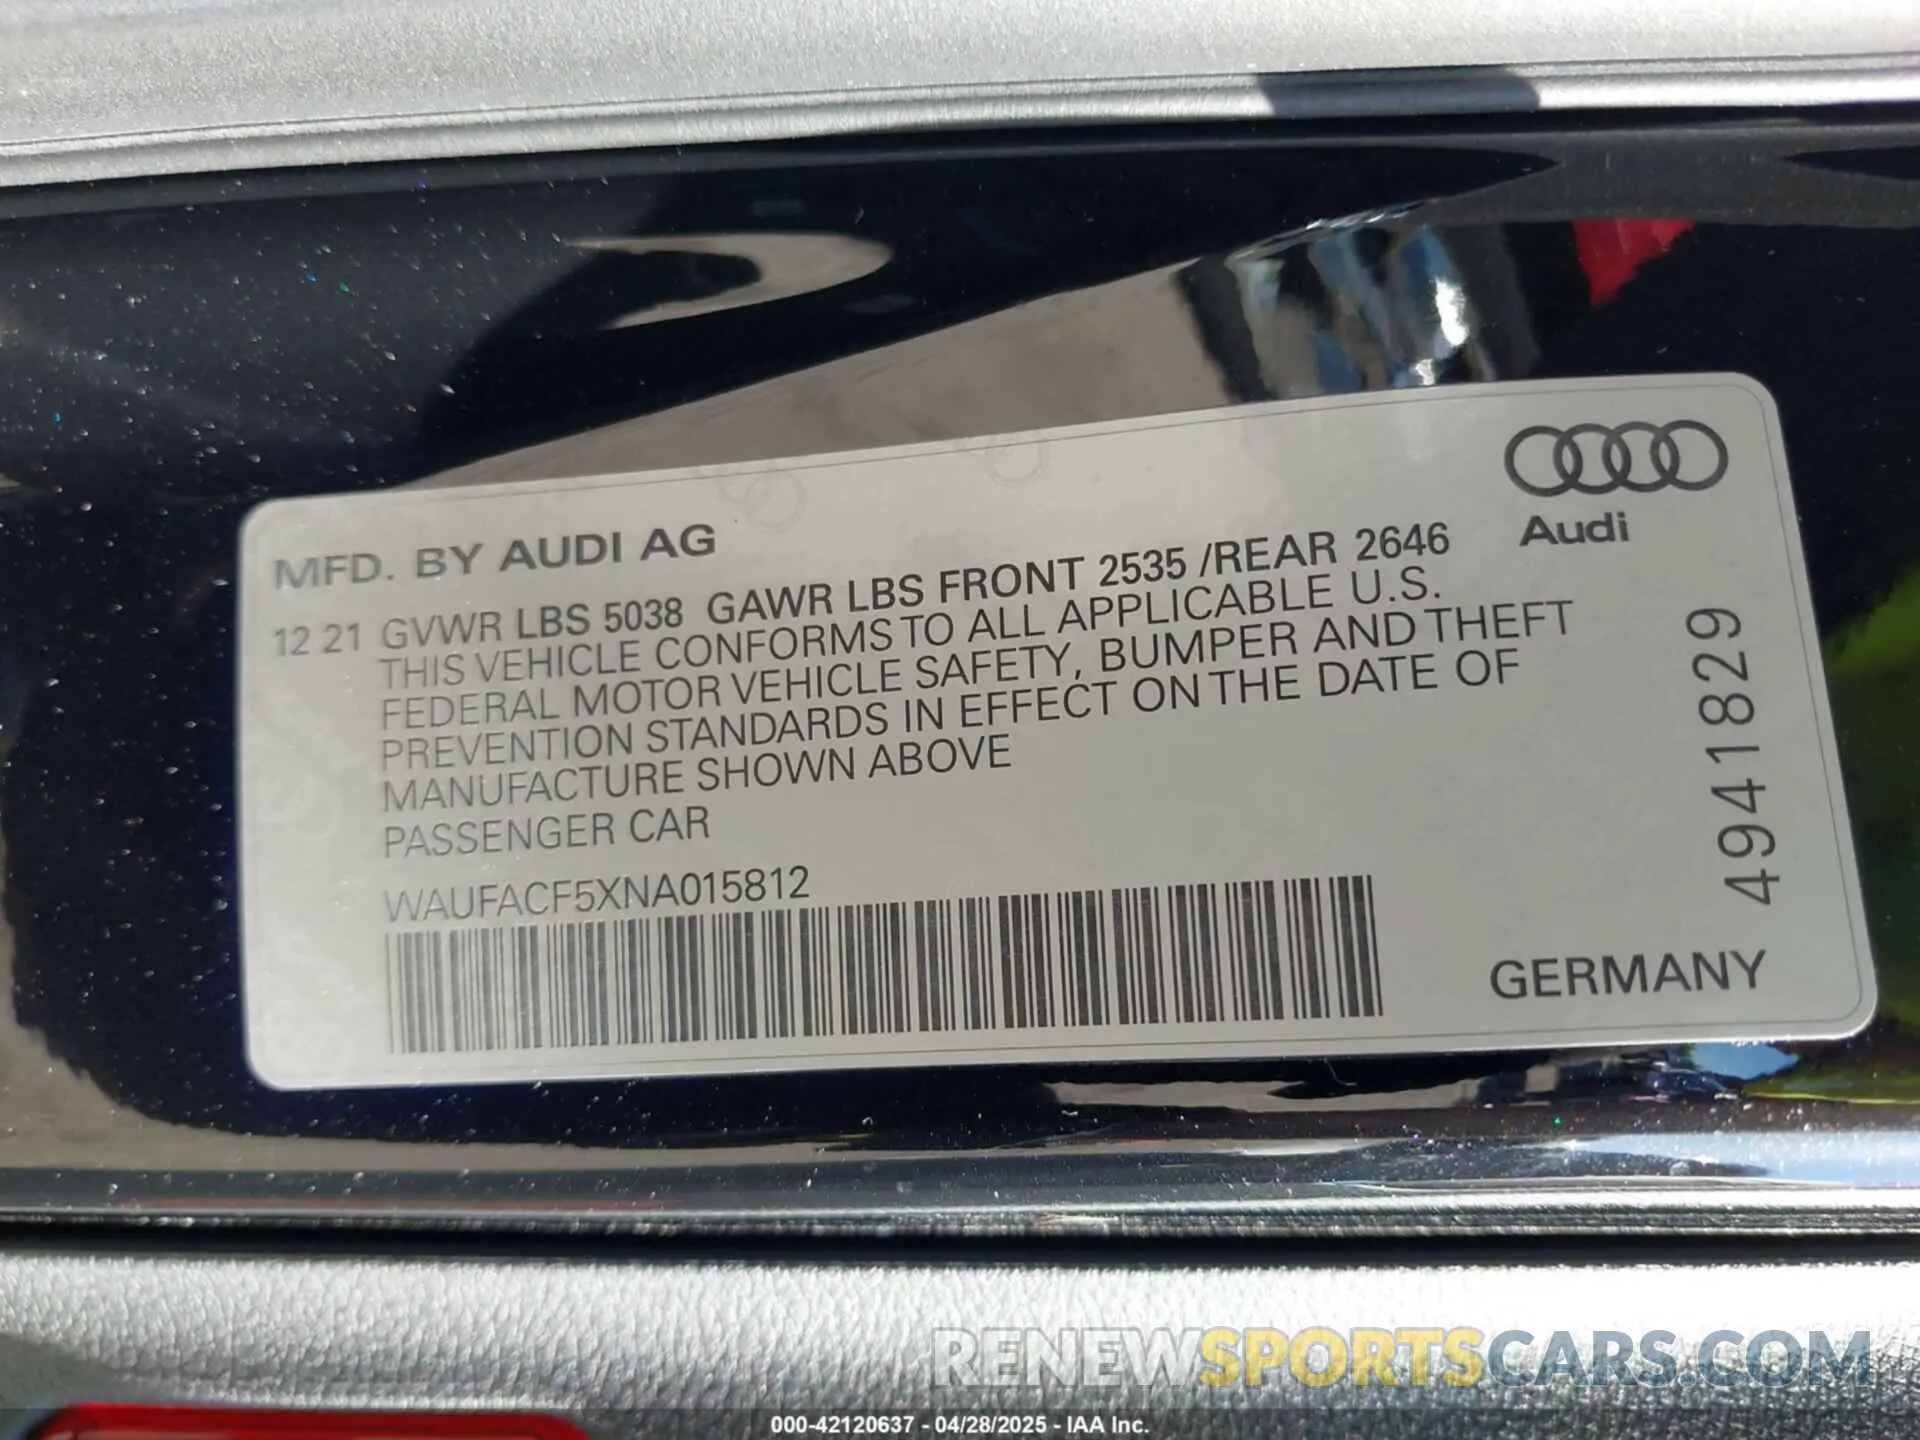 Audi
MFD. BY AUDI AG
12 21 GVWR LBS 5038 GAWR LBS FRONT 2535 /REAR 2646
THIS VEHICLE CONFORMS TO ALL APPLICABLE U.S.
FEDERAL MOTOR VEHICLE SAFETY, BUMPER AND THEFT
PREVENTION STANDARDS IN EFFECT ON THE DATE OF
MANUFACTURE SHOWN ABOVE
PASSENGER CAR
WAUFACF5XNA015812
4941829
GERMANY
RENEWSPORTSCARS.COM
000-42120637 - 04/28/2025 - IAA Inc.